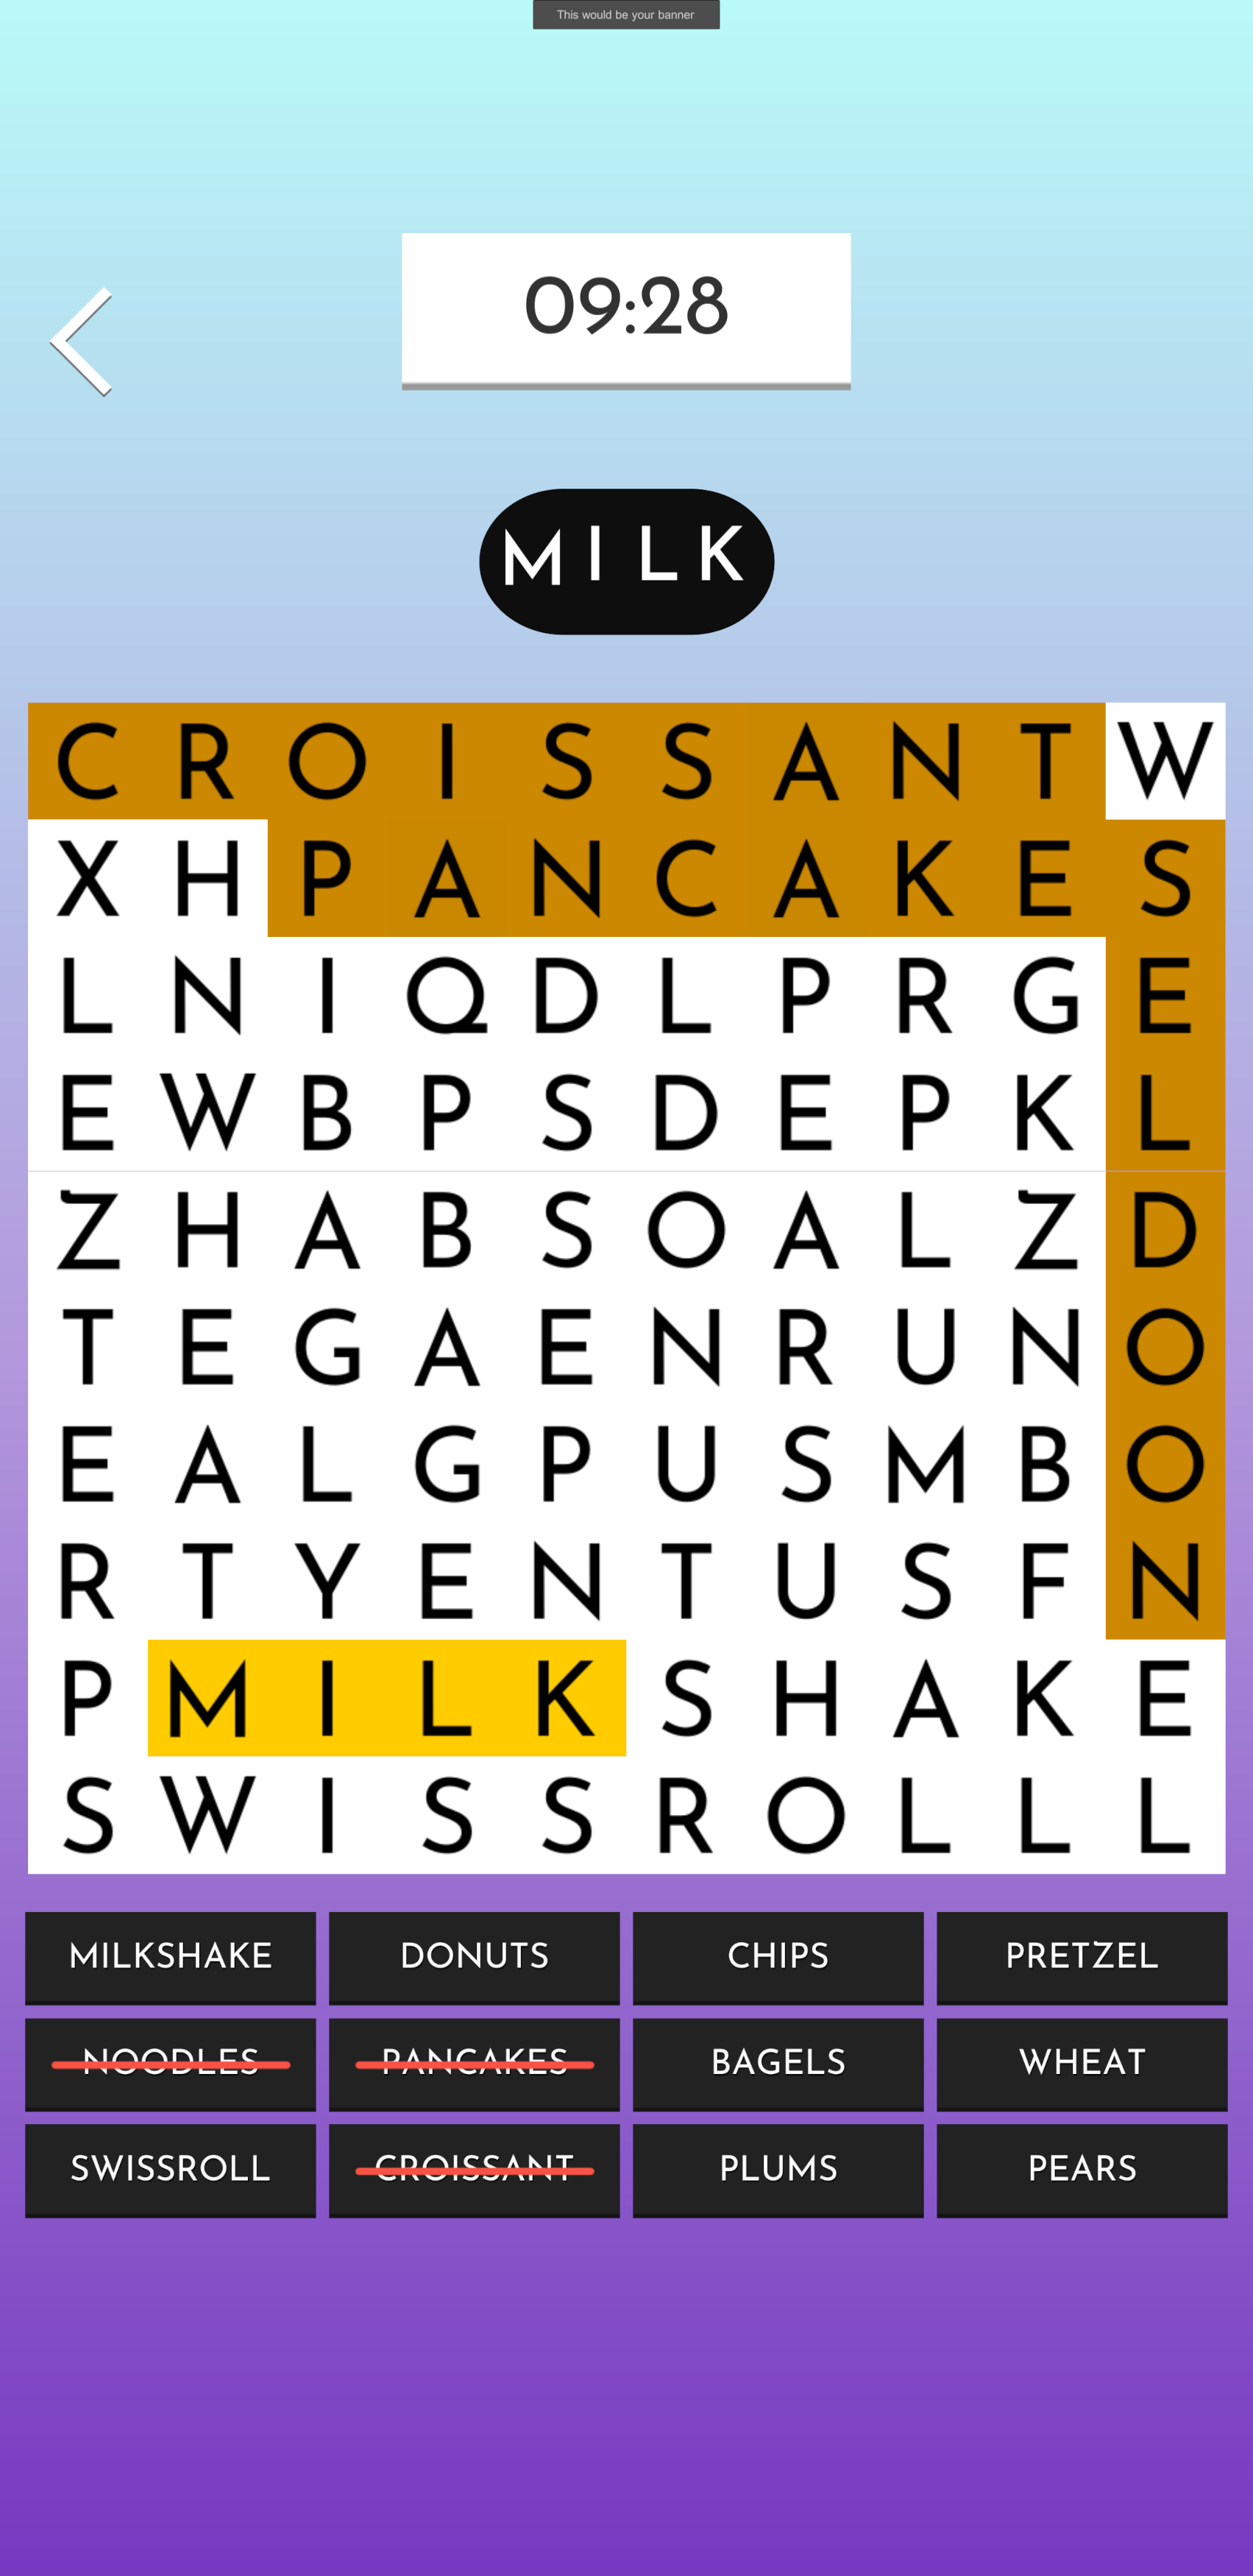 This would be your banner
09:28
MILK
C R O I S S A N T W
X H P A N C A K E S
L N I Q D L P R G E
E W B P S D E P K L
Z H A B S O A L Z D
T E G A E N R U N O
E A L G P U S M B O
R T Y E N T U S F N
P M I L K S H A K E
S W I S S R O L L L
MILKSHAKE DONUTS CHIPS PRETZEL
NOODLES PANCAKES BAGELS WHEAT
SWISSROLL CROISSANT PLUMS PEARS